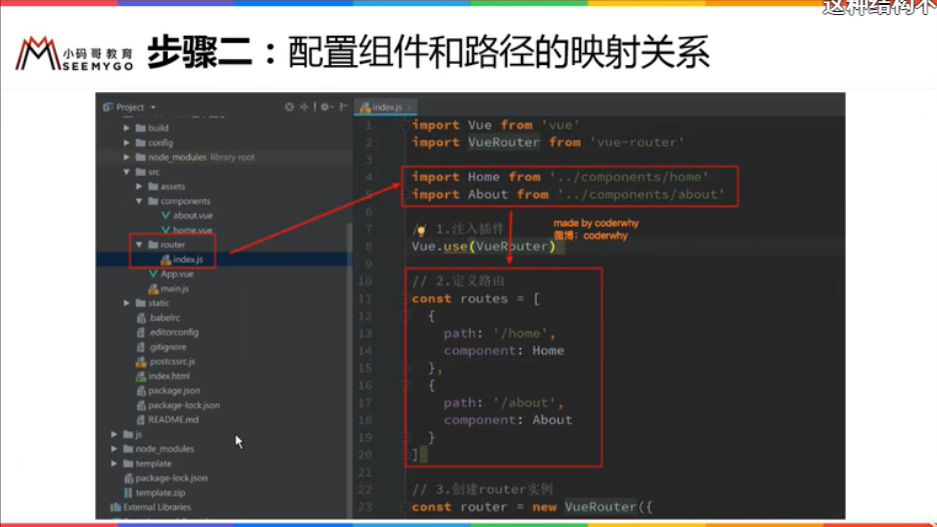 这种结构不
小码哥教育
SEEMYGO
步骤二：配置组件和路径的映射关系
Project
build
config
node_modules library root
src
assets
components
about.vue
home.vue
router
index.js
App.vue
main.js
static
.babelrc
.editorconfig
.gitignore
.postcssrc.js
index.html
package.json
package-lock.json
README.md
js
node_modules
template
package-lock.json
template.zip
External Libraries
index.js
1 import Vue from 'vue'
2 import VueRouter from 'vue-router'
3
4 import Home from '../components/home'
5 import About from '../components/about'
6
7 // 1.注入插件
8 Vue.use(VueRouter)
9
10 // 2.定义路由
11 const routes = [
12 {
13 path: '/home',
14 component: Home
15 },
16 {
17 path: '/about',
18 component: About
19 }
20 ]
21
22 // 3.创建router实例
23 const router = new VueRouter({
made by coderwhy
微博：coderwhy